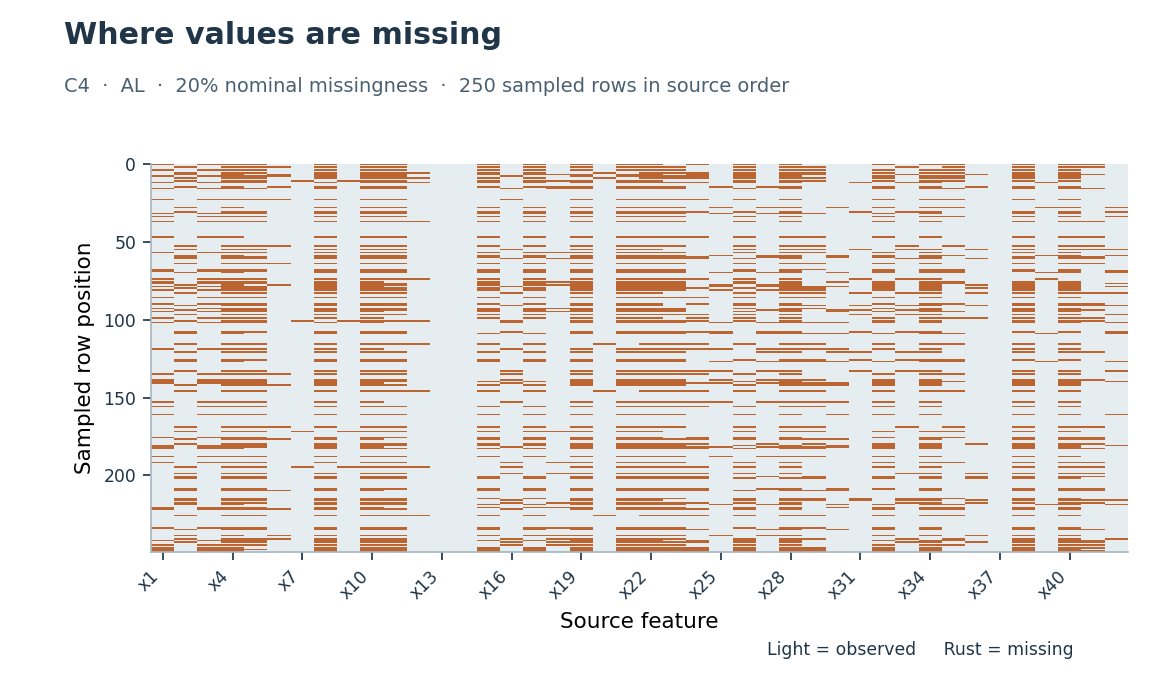 Where values are missing
C4 · AL · 20% nominal missingness · 250 sampled rows in source order
0
50
100
150
200
Sampled row position
x1 x4 x7 x10 x13 x16 x19 x22 x25 x28 x31 x34 x37 x40
Source feature
Light = observed Rust = missing